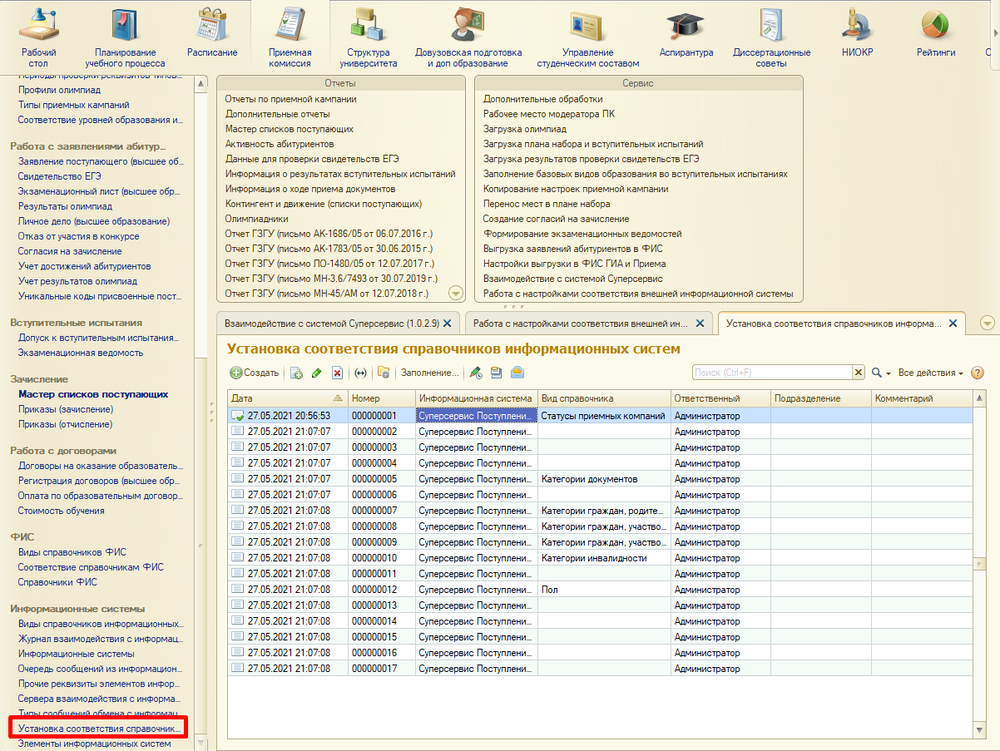 Рабочий стол
Планирование учебного процесса
Расписание
Приемная комиссия
Структура университета
Довузовская подготовка и доп образование
Управление студенческим составом
Аспирантура
Диссертационные советы
НИОКР
Рейтинги
Периоды проверки реквизитов типов...
Профили олимпиад
Типы приемных кампаний
Соответствие уровней образования и...
Работа с заявлениями абитур...
Заявление поступающего (высшее об...
Свидетельство ЕГЭ
Экзаменационный лист (высшее обр...
Результаты олимпиад
Личное дело (высшее образование)
Отказ от участия в конкурсе
Согласия на зачисление
Учет достижений абитуриентов
Учет результатов олимпиад
Уникальные коды присвоенные пост...
Вступительные испытания
Допуск к вступительным испытания...
Экзаменационная ведомость
Зачисление
Мастер списков поступающих
Приказы (зачисление)
Приказы (отчисление)
Работа с договорами
Договоры на оказание образователь...
Регистрация договоров (высшее обр...
Оплата по образовательным договор...
Стоимость обучения
ФИС
Виды справочников ФИС
Соответствие справочникам ФИС
Справочники ФИС
Информационные системы
Виды справочников информационных...
Журнал взаимодействия с информац...
Информационные системы
Очередь сообщений из информацион...
Прочие реквизиты элементов инфор...
Сервера взаимодействия с информа...
Типы сообщений обмена с информац...
Установка соответствия справочник...
Элементы информационных систем
Отчеты
Отчеты по приемной кампании
Дополнительные отчеты
Мастер списков поступающих
Активность абитуриентов
Данные для проверки свидетельств ЕГЭ
Информация о результатах вступительных испытаний
Информация о ходе приема документов
Контингент и движение (списки поступающих)
Олимпиадники
Отчет ГЗГУ (письмо АК-1686/05 от 06.07.2016 г.)
Отчет ГЗГУ (письмо АК-1783/05 от 30.06.2015 г.)
Отчет ГЗГУ (письмо ЛО-1480/05 от 12.07.2017 г.)
Отчет ГЗГУ (письмо МН-3.6/7493 от 30.07.2019 г.)
Отчет ГЗГУ (письмо МН-45/АМ от 12.07.2018 г.)
Сервис
Дополнительные обработки
Рабочее место модератора ПК
Загрузка олимпиад
Загрузка плана набора и вступительных испытаний
Загрузка результатов проверки свидетельств ЕГЭ
Заполнение базовых видов образования во вступительных испытаниях
Копирование настроек приемной кампании
Перенос мест в плане набора
Создание согласий на зачисление
Формирование экзаменационных ведомостей
Выгрузка заявлений абитуриентов в ФИС
Настройки выгрузки в ФИС ГИА и Приема
Взаимодействие с системой Суперсервис
Работа с настройками соответствия внешней информационной системы
Взаимодействие с системой Суперсервис (1.0.2.9)
Работа с настройками соответствия внешней ин...
Установка соответствия справочников информа...
Установка соответствия справочников информационных систем
Создать Заполнение... Поиск (Ctrl+F) Все действия
Дата Номер Информационная система Вид справочника Ответственный Подразделение Комментарий
27.05.2021 20:56:53 000000001 Суперсервис Поступлени... Статусы приемных компаний Администратор
27.05.2021 21:07:07 000000002 Суперсервис Поступлени... Администратор
27.05.2021 21:07:07 000000003 Суперсервис Поступлени... Администратор
27.05.2021 21:07:07 000000004 Суперсервис Поступлени... Администратор
27.05.2021 21:07:07 000000005 Суперсервис Поступлени... Категории документов Администратор
27.05.2021 21:07:07 000000006 Суперсервис Поступлени... Администратор
27.05.2021 21:07:08 000000007 Суперсервис Поступлени... Категории граждан, родите... Администратор
27.05.2021 21:07:08 000000008 Суперсервис Поступлени... Категории граждан, участво... Администратор
27.05.2021 21:07:08 000000009 Суперсервис Поступлени... Категории граждан, участво... Администратор
27.05.2021 21:07:08 000000010 Суперсервис Поступлени... Категории инвалидности Администратор
27.05.2021 21:07:08 000000011 Суперсервис Поступлени... Администратор
27.05.2021 21:07:08 000000012 Суперсервис Поступлени... Пол Администратор
27.05.2021 21:07:08 000000013 Суперсервис Поступлени... Администратор
27.05.2021 21:07:08 000000014 Суперсервис Поступлени... Администратор
27.05.2021 21:07:08 000000015 Суперсервис Поступлени... Администратор
27.05.2021 21:07:08 000000016 Суперсервис Поступлени... Администратор
27.05.2021 21:07:08 000000017 Суперсервис Поступлени... Администратор